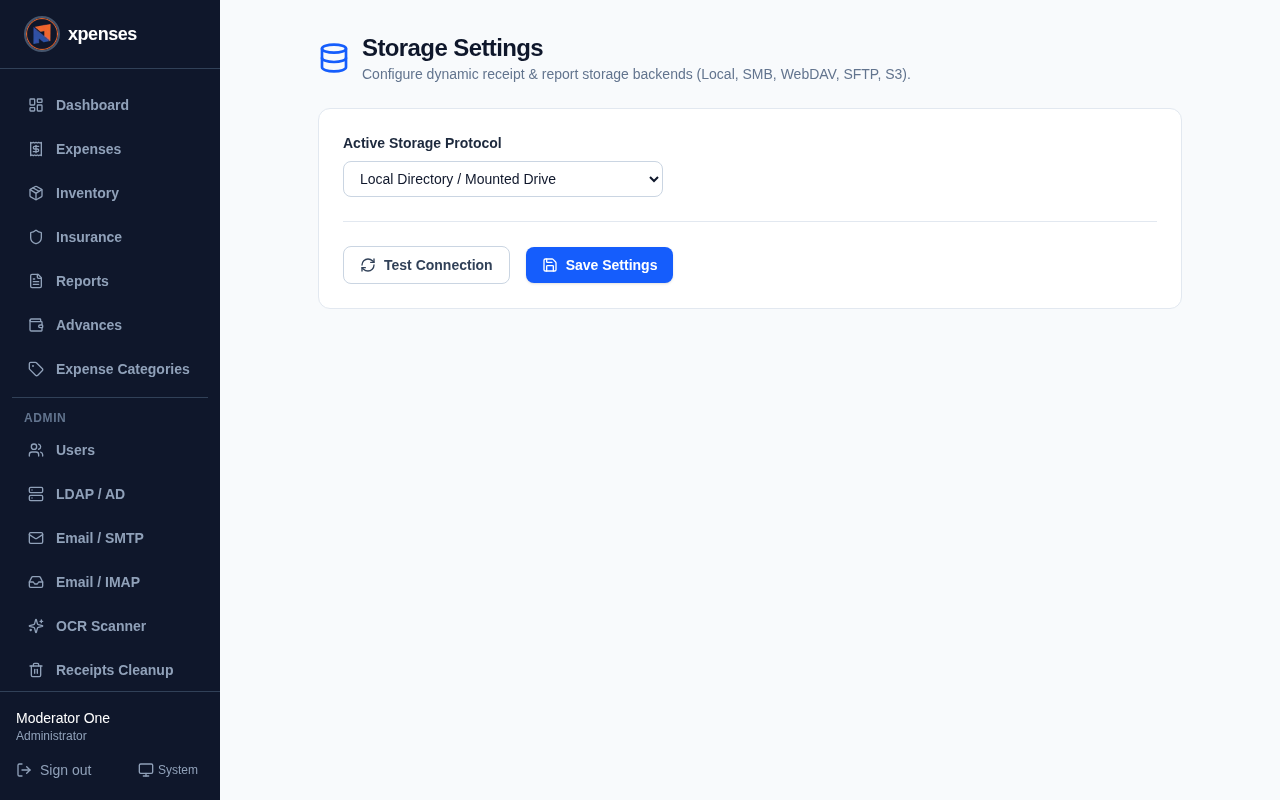 xpenses
Dashboard
Expenses
Inventory
Insurance
Reports
Advances
Expense Categories
ADMIN
Users
LDAP / AD
Email / SMTP
Email / IMAP
OCR Scanner
Receipts Cleanup
Moderator One
Administrator
Sign out
System
Storage Settings
Configure dynamic receipt & report storage backends (Local, SMB, WebDAV, SFTP, S3).
Active Storage Protocol
Local Directory / Mounted Drive
Test Connection
Save Settings